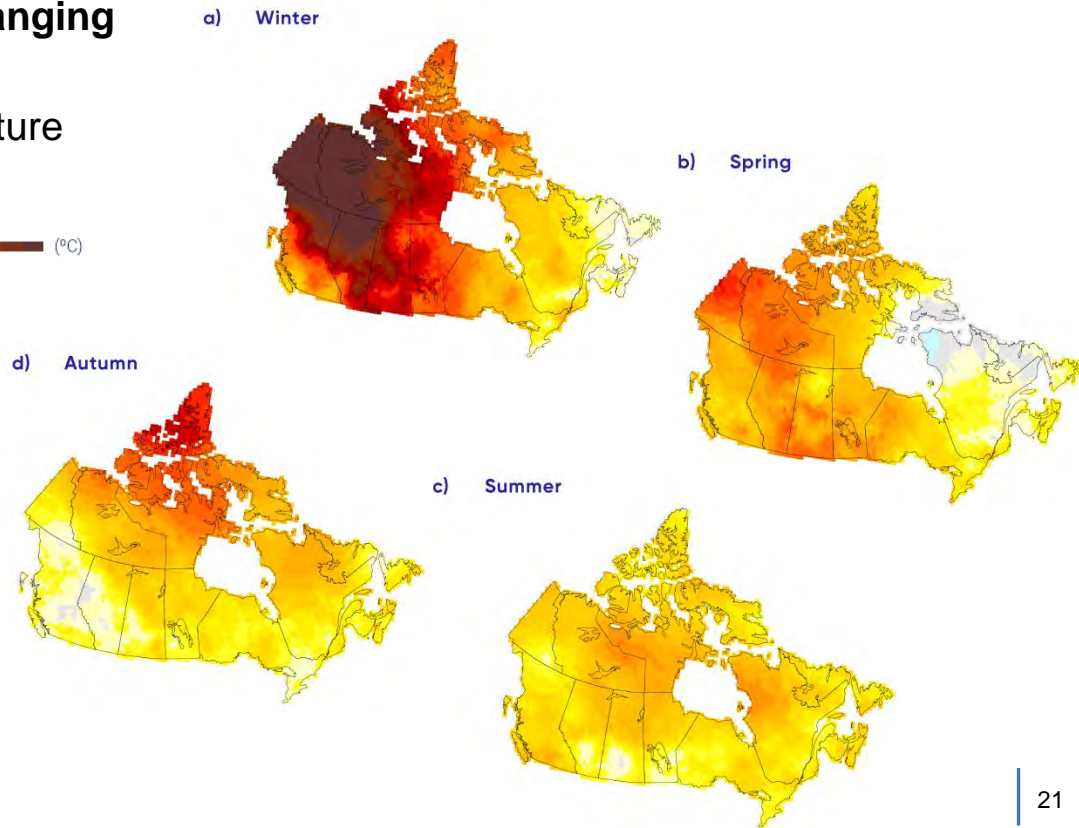 anging
ture
(ºC)
a) Winter
b) Spring
d) Autumn
c) Summer
21